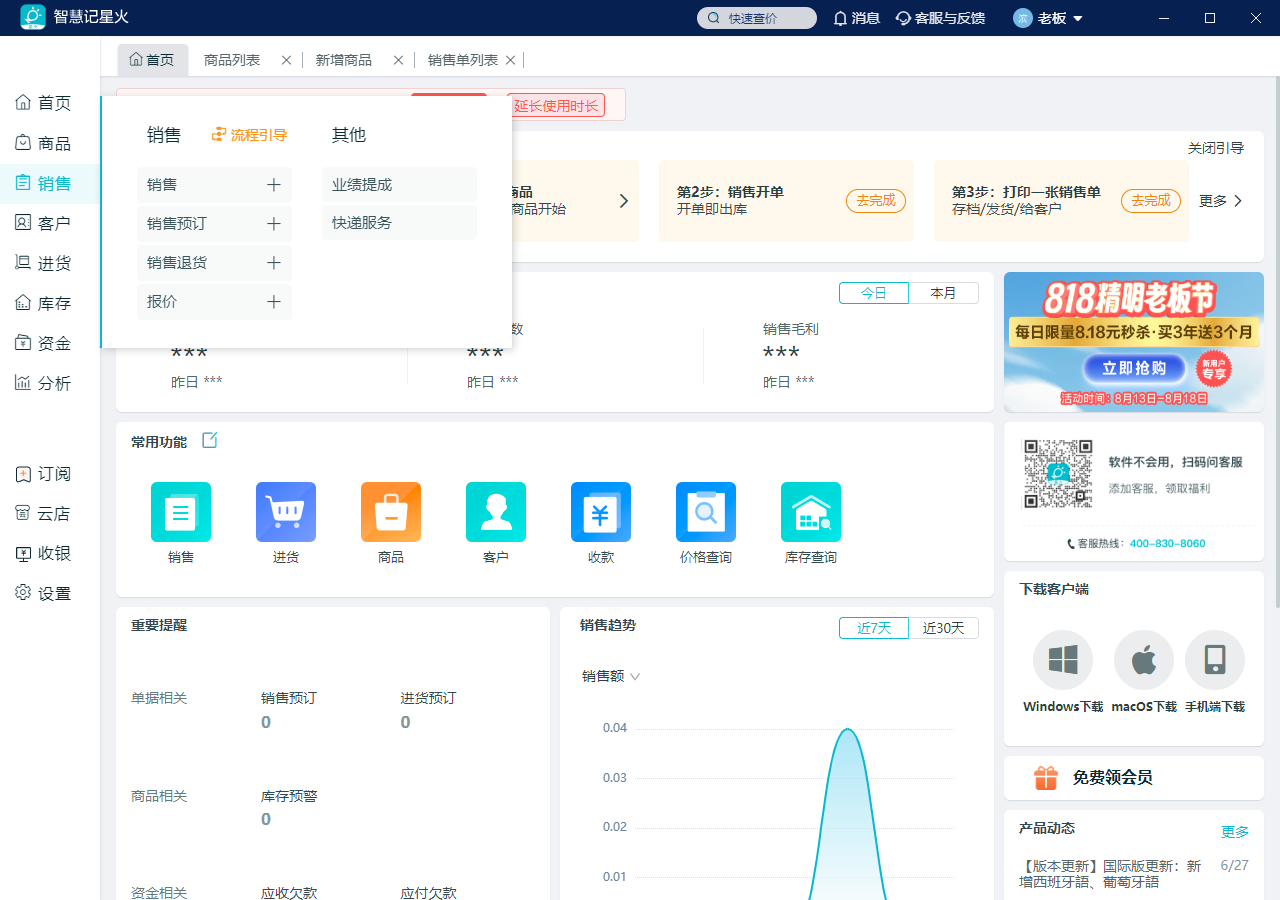 智慧记星火
快速查价
消息
客服与反馈
老板
首页
商品列表
新增商品
销售单列表
首页
商品
销售
客户
进货
库存
资金
分析
订阅
云店
收银
设置
延长使用时长
销售
流程引导
其他
销售
销售预订
销售退货
报价
业绩提成
快递服务
关闭引导
商品
商品开始
第2步：销售开单
开单即出库
去完成
第3步：打印一张销售单
存档/发货/给客户
去完成
更多
今日
本月
数
销售毛利
***
***
***
昨日 ***
昨日 ***
昨日 ***
818精明老板节
每日限量8.18元秒杀·买3年送3个月
立即抢购
新用户
专享
活动时间：8月13日-8月18日
常用功能
销售
进货
商品
客户
收款
价格查询
库存查询
软件不会用，扫码问客服
添加客服，领取福利
客服热线：400-830-8060
下载客户端
Windows下载
macOS下载
手机端下载
免费领会员
产品动态
更多
【版本更新】国际版更新：新
增西班牙語、葡萄牙語
6/27
重要提醒
单据相关
销售预订
0
进货预订
0
商品相关
库存预警
0
资金相关
应收欠款
应付欠款
销售趋势
近7天
近30天
销售额
0.04
0.03
0.02
0.01